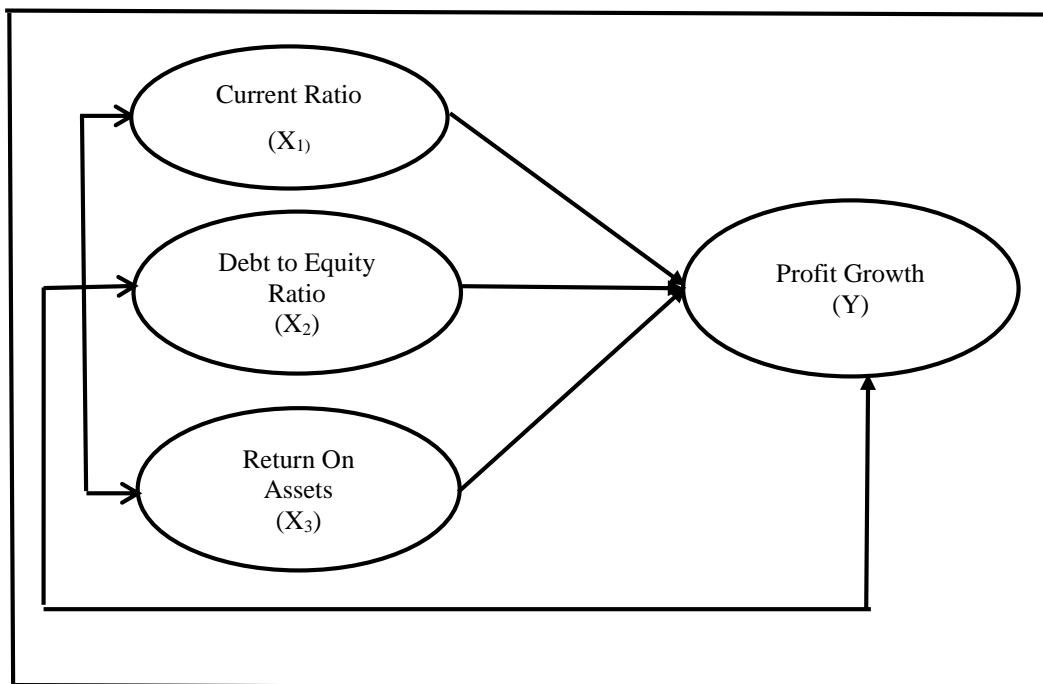 Current Ratio
(X₁)
Debt to Equity
Ratio
(X₂)
Return On
Assets
(X₃)
Profit Growth
(Y)